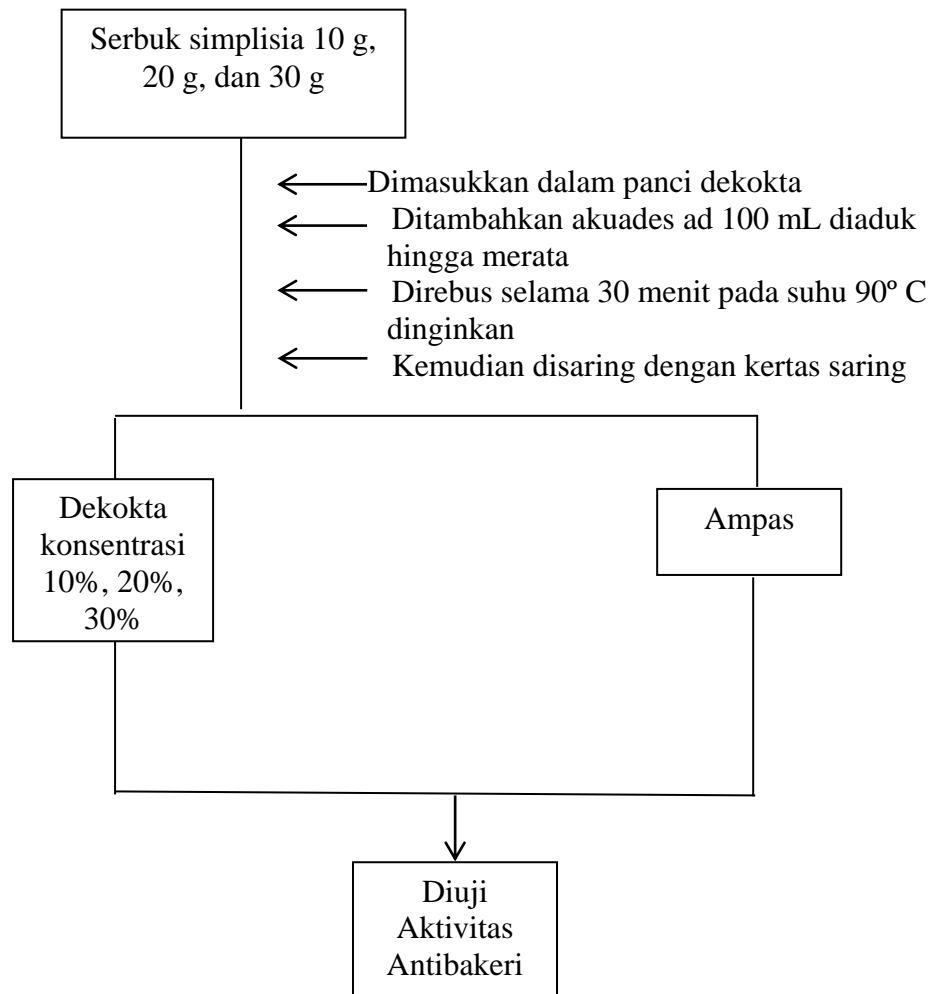 Serbuk simplisia 10 g,
20 g, dan 30 g
Dimasukkan dalam panci dekokta
Ditambahkan akuades ad 100 mL diaduk
hingga merata
Direbus selama 30 menit pada suhu 90º C
dinginkan
Kemudian disaring dengan kertas saring
Dekokta
konsentrasi
10%, 20%,
30%
Ampas
Diuji
Aktivitas
Antibakeri